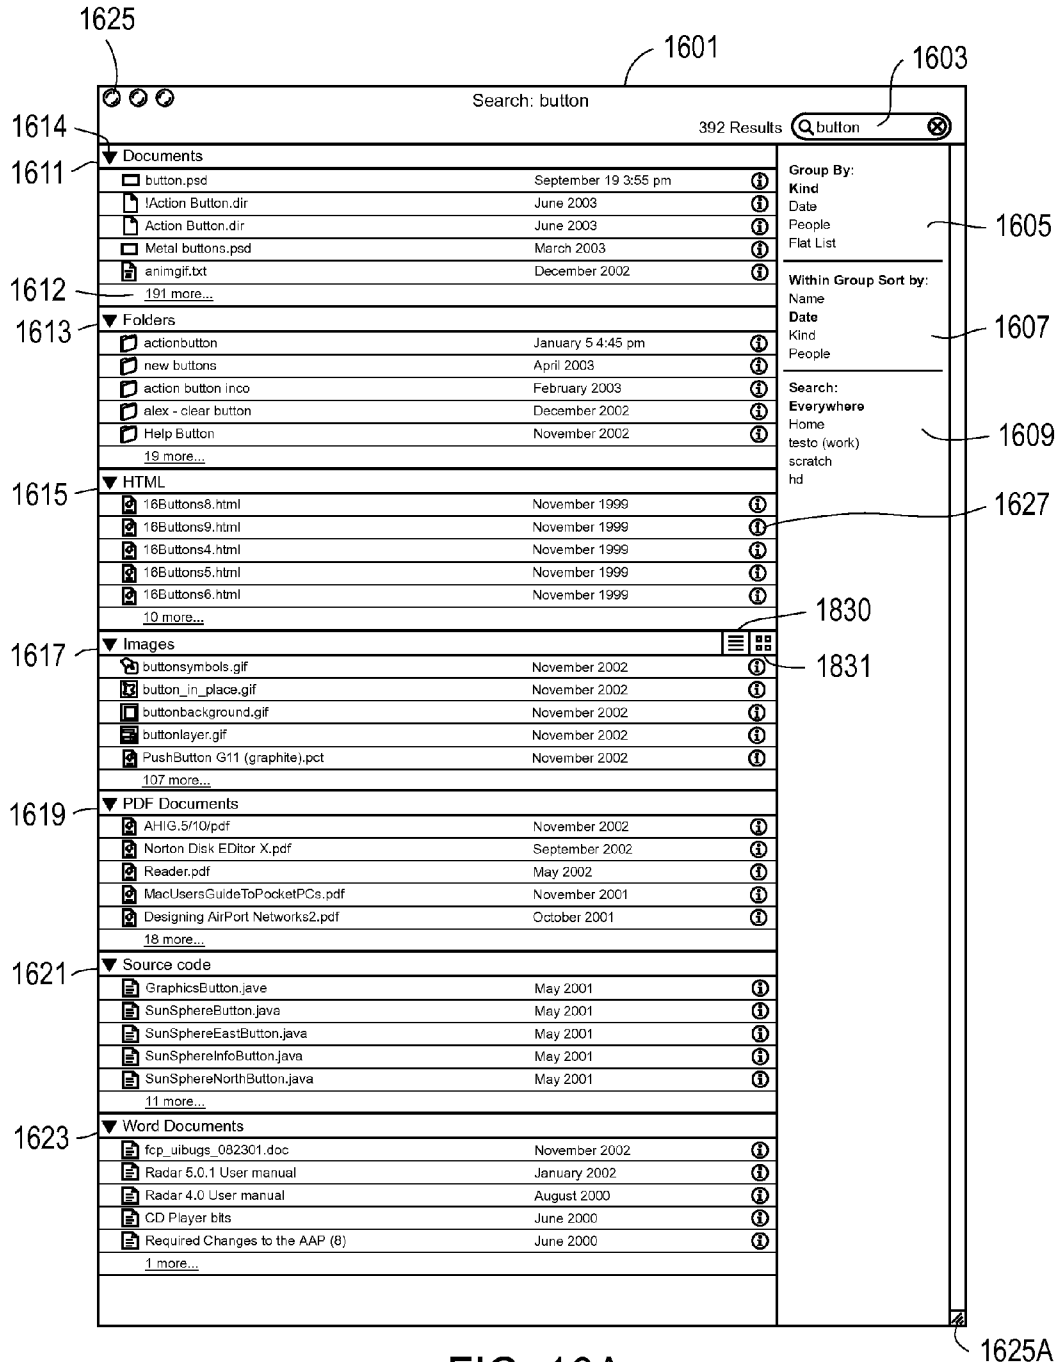 1625
1601
1603
Search: button
392 Results
button
1614
1611
Documents
button.psd September 19 3:55 pm
!Action Button.dir June 2003
Action Button.dir June 2003
Metal buttons.psd March 2003
animgif.txt December 2002
1612
191 more...
1613
Folders
actionbutton January 5 4:45 pm
new buttons April 2003
action button inco February 2003
alex - clear button December 2002
Help Button November 2002
19 more...
1615
HTML
16Buttons8.html November 1999
16Buttons9.html November 1999
16Buttons4.html November 1999
16Buttons5.html November 1999
16Buttons6.html November 1999
10 more...
1617
Images
buttonsymbols.gif November 2002
button_in_place.gif November 2002
buttonbackground.gif November 2002
buttonlayer.gif November 2002
PushButton G11 (graphite).pct November 2002
107 more...
1619
PDF Documents
AHIG.5/10/pdf November 2002
Norton Disk EDitor X.pdf September 2002
Reader.pdf May 2002
MacUsersGuideToPocketPCs.pdf November 2001
Designing AirPort Networks2.pdf October 2001
18 more...
1621
Source code
GraphicsButton.jave May 2001
SunSphereButton.java May 2001
SunSphereEastButton.java May 2001
SunSphereInfoButton.java May 2001
SunSphereNorthButton.java May 2001
11 more...
1623
Word Documents
fcp_uibugs_082301.doc November 2002
Radar 5.0.1 User manual January 2002
Radar 4.0 User manual August 2000
CD Player bits June 2000
Required Changes to the AAP (8) June 2000
1 more...
Group By:
Kind
Date
People
Flat List
1605
Within Group Sort by:
Name
Date
Kind
People
1607
Search:
Everywhere
Home
testo (work)
scratch
hd
1609
1627
1830
1831
1625A
FIG. 16A